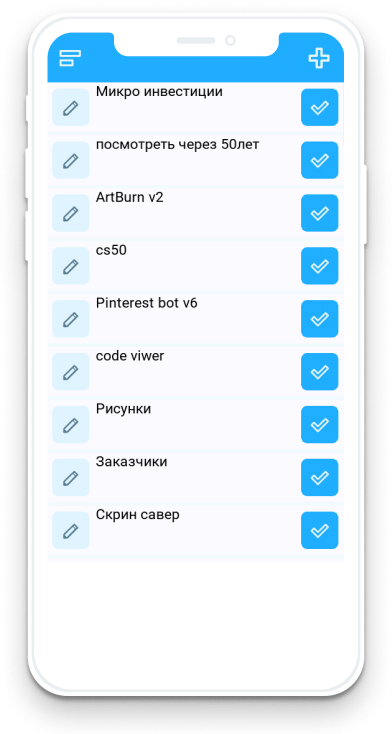 Микро инвестиции
посмотреть через 50лет
ArtBurn v2
cs50
Pinterest bot v6
code viwer
Рисунки
Заказчики
Скрин савер